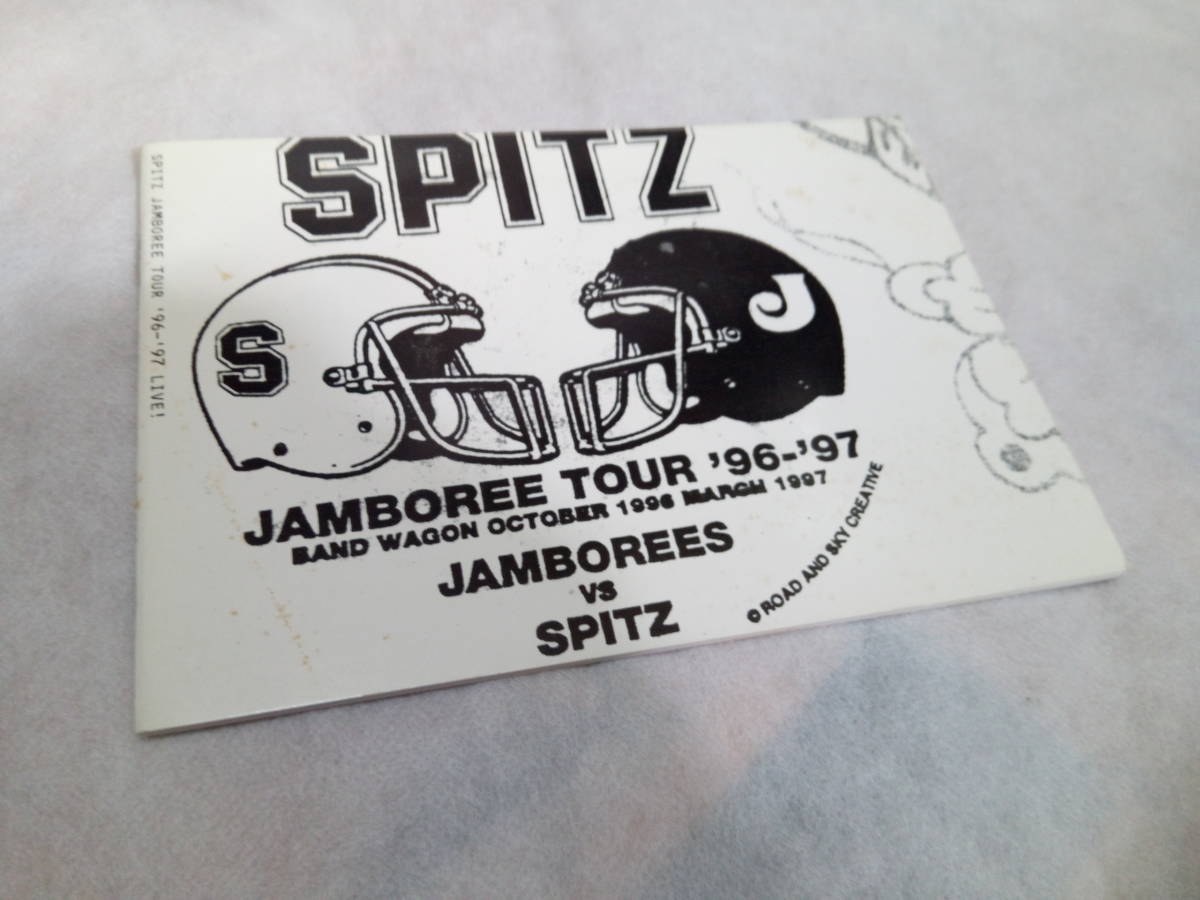 SPITZ JAMBOREE TOUR '96-'97 LIVE!
SPITZ
S
J
JAMBOREE TOUR '96-'97
BAND WAGON OCTOBER 1996 MARCH 1997
JAMBOREES
VS
SPITZ
© ROAD AND SKY CREATIVE